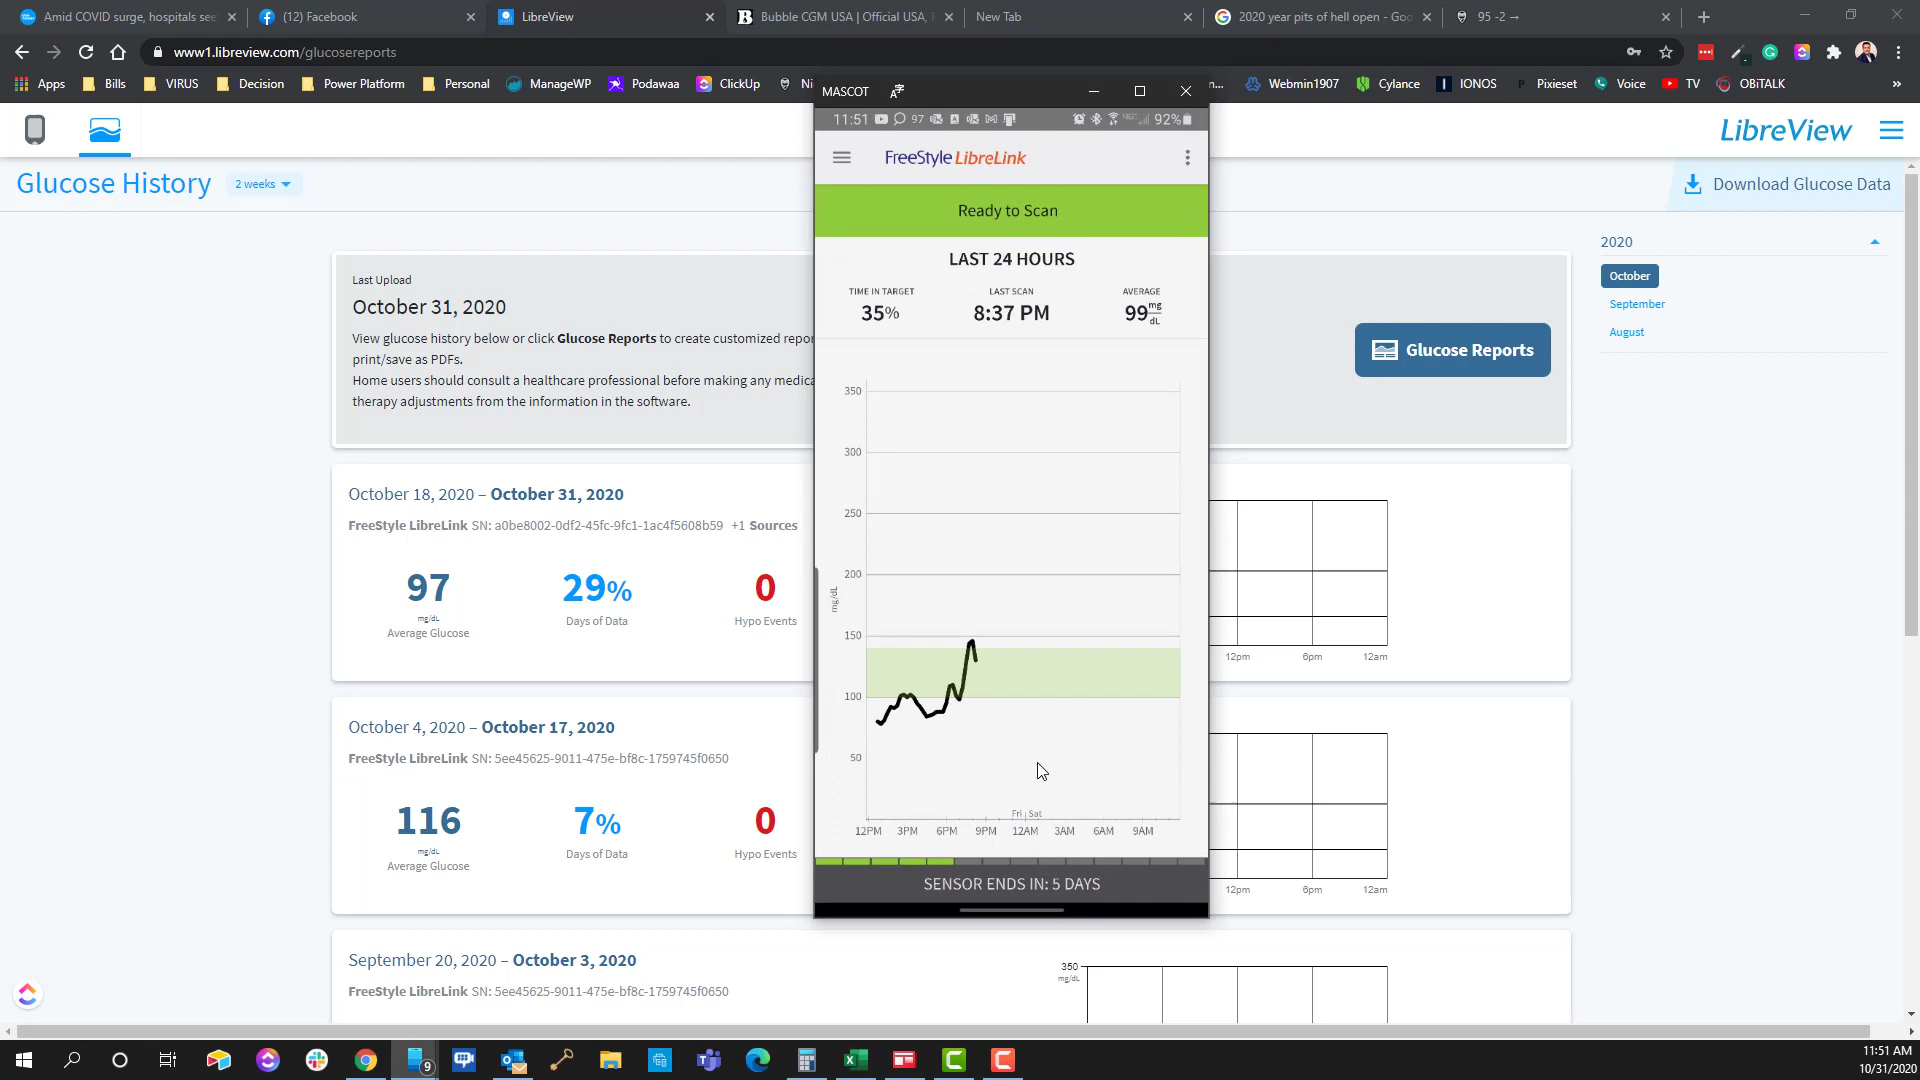 Amid COVID surge, hospitals see
(12) Facebook
LibreView
Bubble CGM USA | Official USA,
New Tab
2020 year pits of hell open - Goo
95 -2 →
www1.libreview.com/glucosereports
Apps
Bills
VIRUS
Decision
Power Platform
Personal
ManageWP
Podawaa
ClickUp
Webmin1907
Cylance
IONOS
Pixieset
Voice
TV
OBiTALK
»
LibreView
Glucose History
2 weeks
Download Glucose Data
Last Upload
October 31, 2020
View glucose history below or click Glucose Reports to create customized repo
print/save as PDFs.
Home users should consult a healthcare professional before making any medica
therapy adjustments from the information in the software.
Glucose Reports
2020
October
September
August
October 18, 2020 – October 31, 2020
FreeStyle LibreLink SN: a0be8002-0df2-45fc-9fc1-1ac4f5608b59 +1 Sources
97
29%
0
mg/dL
Average Glucose
Days of Data
Hypo Events
12pm
6pm
12am
October 4, 2020 – October 17, 2020
FreeStyle LibreLink SN: 5ee45625-9011-475e-bf8c-1759745f0650
116
7%
0
mg/dL
Average Glucose
Days of Data
Hypo Events
12pm
6pm
12am
September 20, 2020 – October 3, 2020
FreeStyle LibreLink SN: 5ee45625-9011-475e-bf8c-1759745f0650
350
mg/dL
MASCOT
11:51
97
92%
FreeStyle LibreLink
Ready to Scan
LAST 24 HOURS
TIME IN TARGET
LAST SCAN
AVERAGE
35%
8:37 PM
99 mg/dL
350
300
250
200
150
100
50
mg/dL
Fri
Sat
12PM 3PM 6PM 9PM 12AM 3AM 6AM 9AM
SENSOR ENDS IN: 5 DAYS
9
11:51 AM
10/31/2020